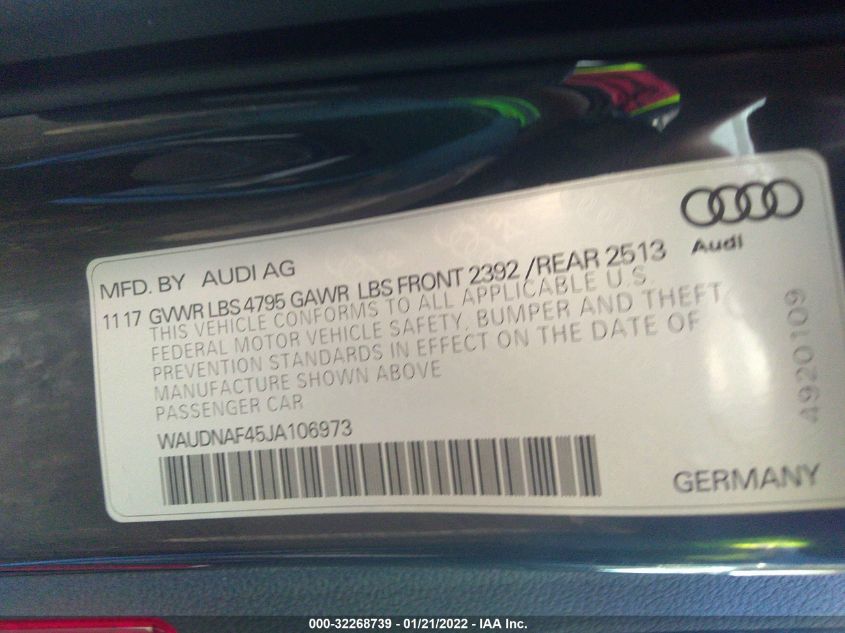 Audi
MFD. BY AUDI AG
11 17 GVWR LBS 4795 GAWR LBS FRONT 2392 /REAR 2513
THIS VEHICLE CONFORMS TO ALL APPLICABLE U.S.
FEDERAL MOTOR VEHICLE SAFETY, BUMPER AND THEFT
PREVENTION STANDARDS IN EFFECT ON THE DATE OF
MANUFACTURE SHOWN ABOVE
PASSENGER CAR
WAUDNAF45JA106973
4920109
GERMANY
000-32268739 - 01/21/2022 - IAA Inc.